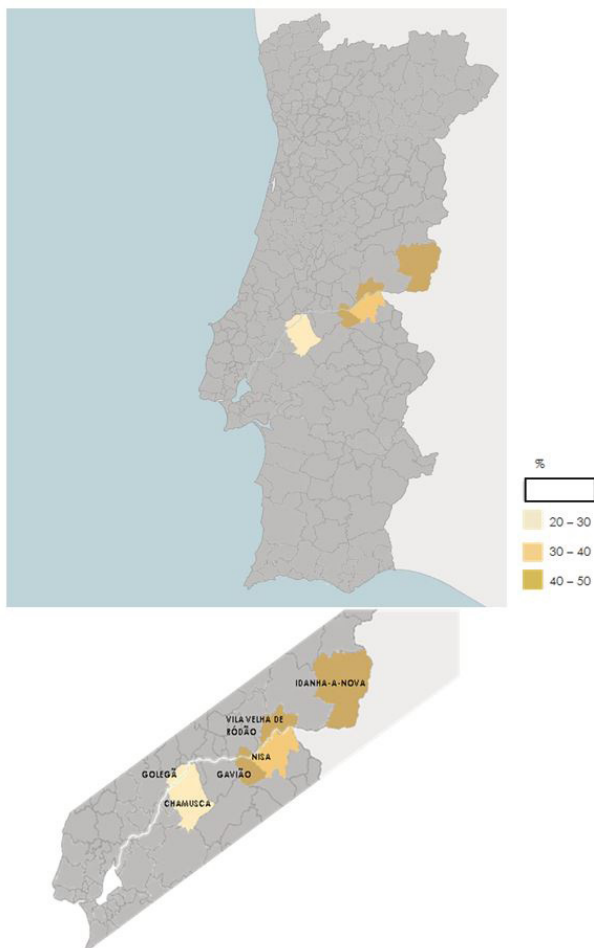 %
20 – 30
30 – 40
40 – 50
IDANHA-A-NOVA
VILA VELHA DE
RÓDÃO
NISA
GOLEGÃ
GAVIÃO
CHAMUSCA